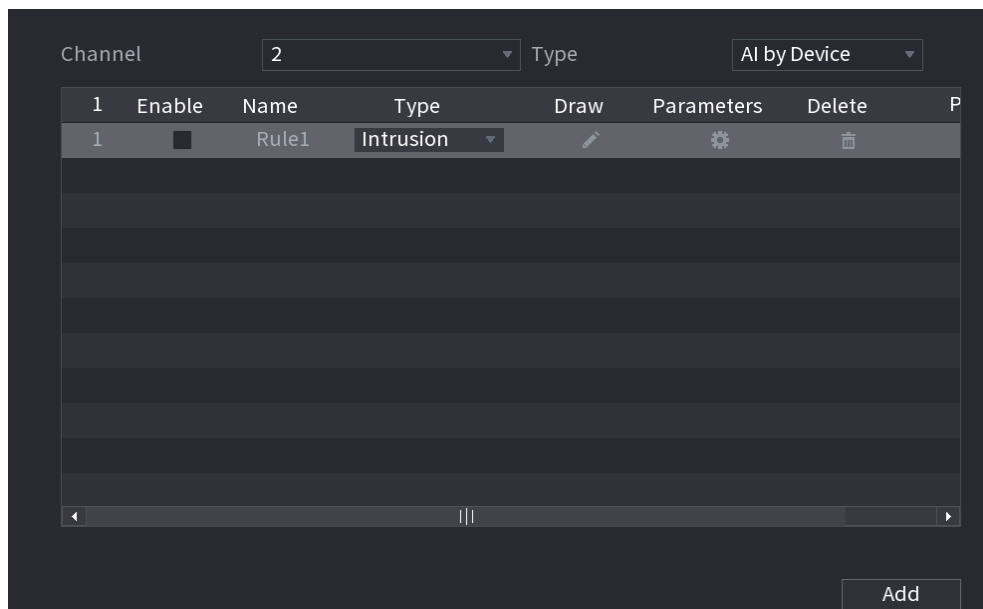 Channel 2 Type AI by Device
1 Enable Name Type Draw Parameters Delete P
1 Rule1 Intrusion
Add